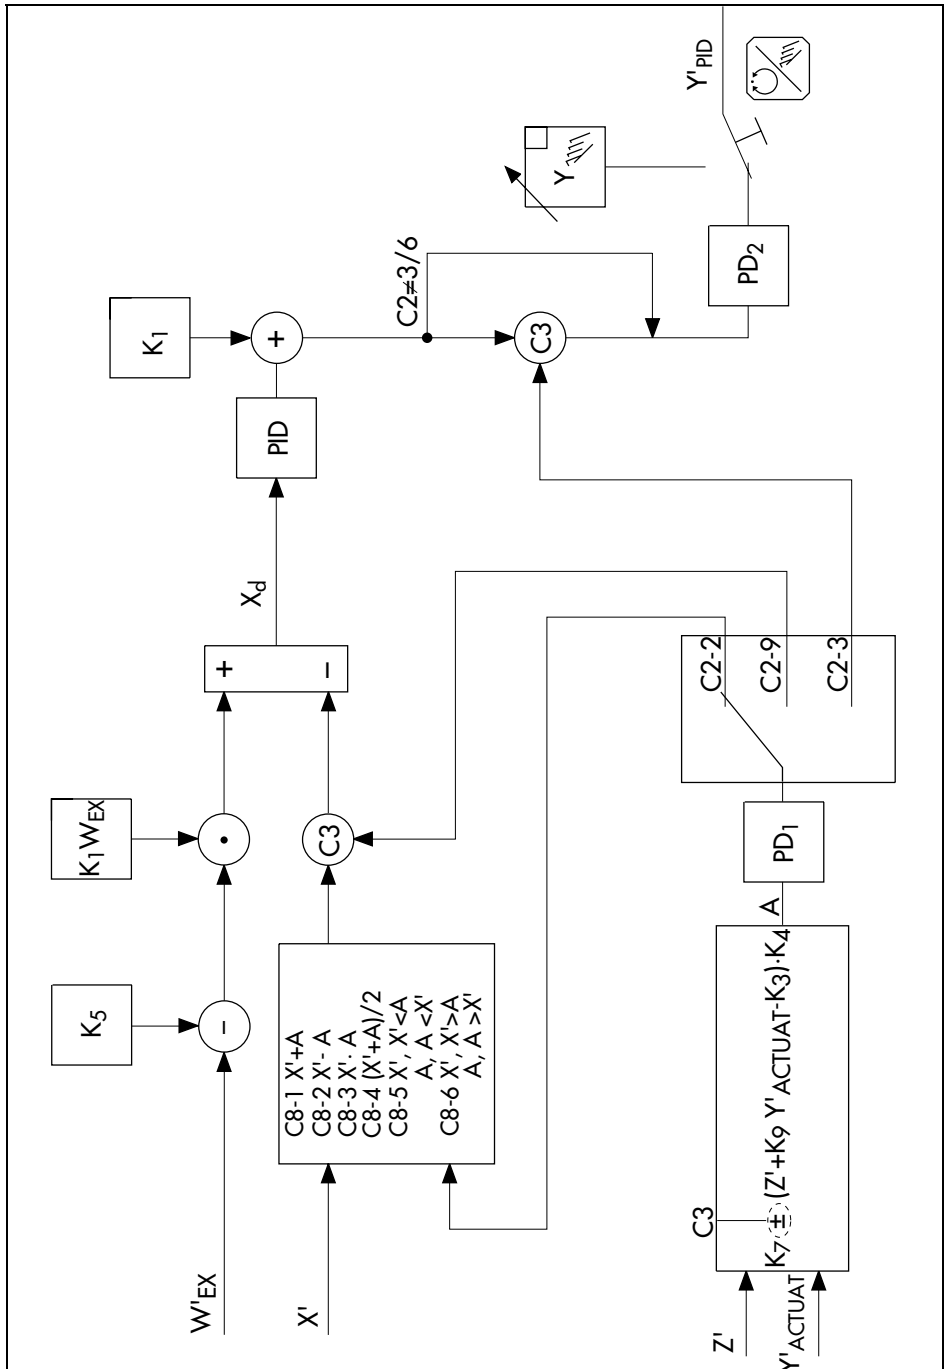 W'EX
K5
K1WEX
X'
C8-1 X'+A
C8-2 X'- A
C8-3 X'· A
C8-4 (X'+A)/2
C8-5 X', X'<A
A, A <X'
C8-6 X', X'>A
A, A >X'
C3
+
−
Xd
PID
K1
+
C2≠3/6
C3
Y
Y'PID
PD2
Z'
Y'ACTUAT
C3
K7 ± (Z'+K9 Y'ACTUAT-K3)·K4
A
PD1
C2-2
C2-9
C2-3